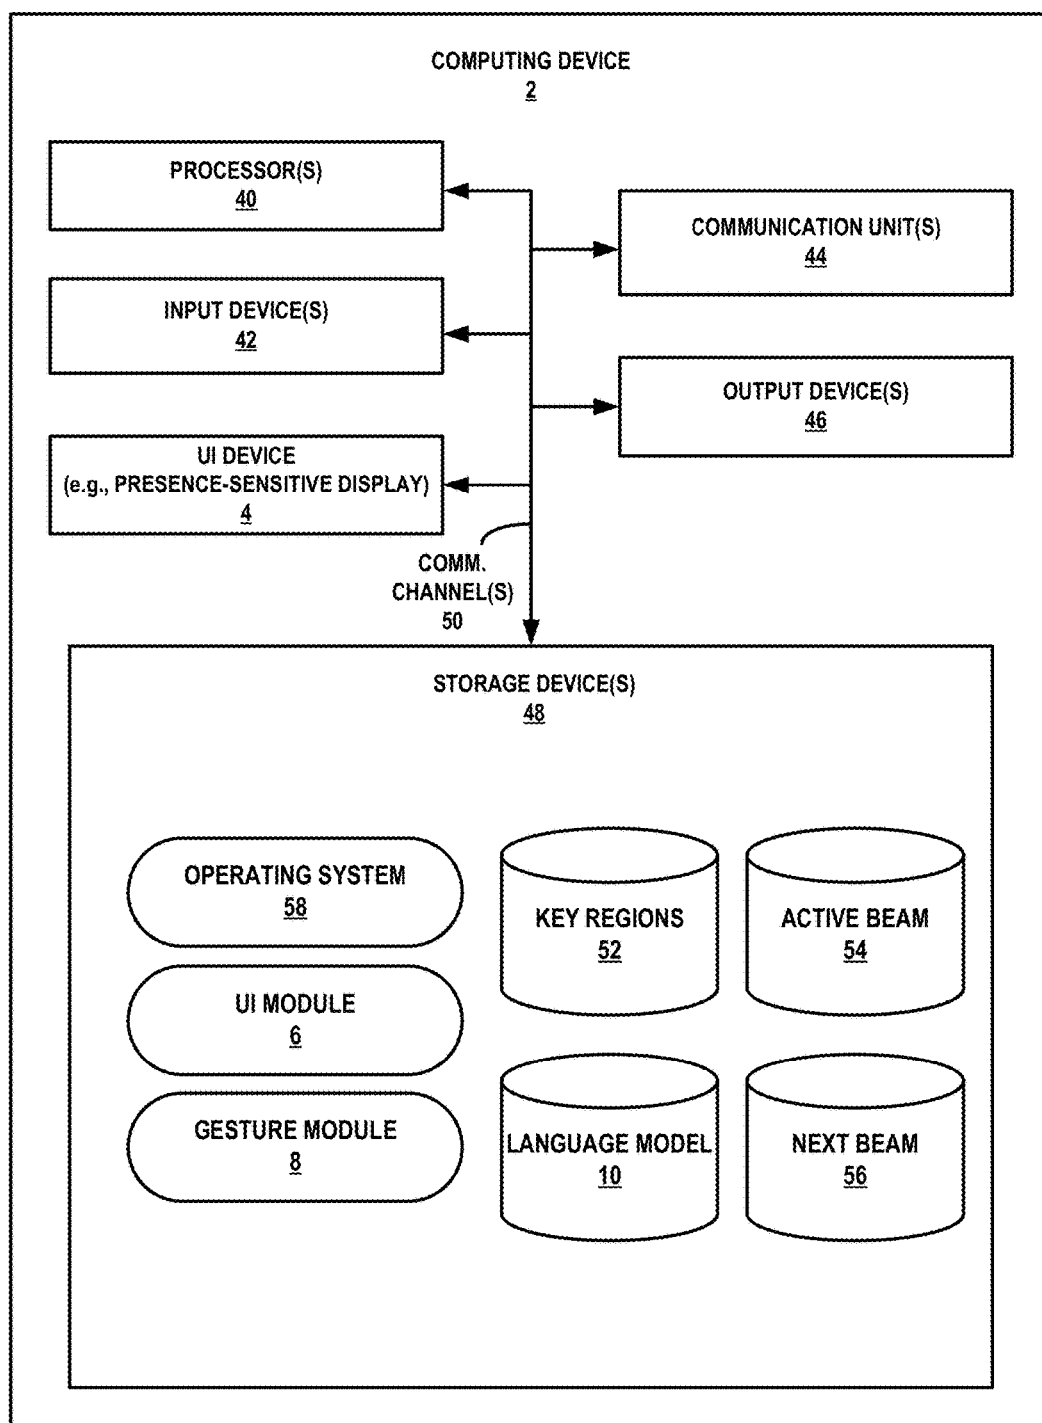 COMPUTING DEVICE
2
PROCESSOR(S)
40
COMMUNICATION UNIT(S)
44
INPUT DEVICE(S)
42
OUTPUT DEVICE(S)
46
UI DEVICE
(e.g., PRESENCE-SENSITIVE DISPLAY)
4
COMM.
CHANNEL(S)
50
STORAGE DEVICE(S)
48
OPERATING SYSTEM
58
KEY REGIONS
52
ACTIVE BEAM
54
UI MODULE
6
GESTURE MODULE
8
LANGUAGE MODEL
10
NEXT BEAM
56